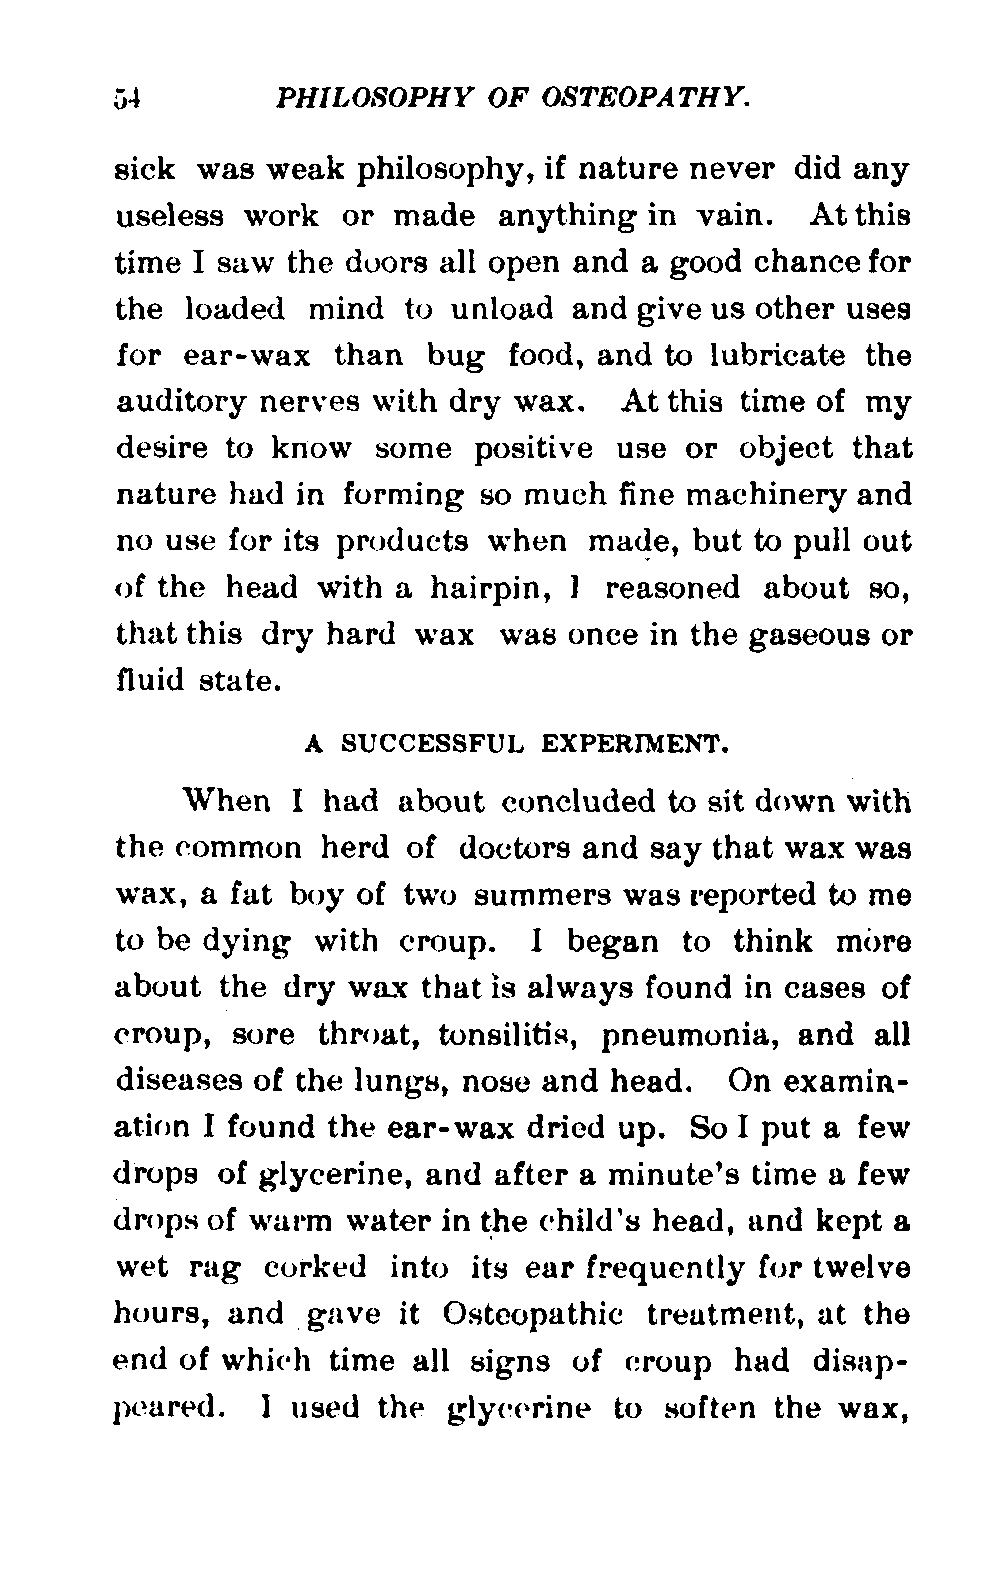 54 PHILOSOPHY OF OSTEOPATHY.
sick was weak philosophy, if nature never did any
useless work or made anything in vain. At this
time I saw the doors all open and a good chance for
the loaded mind to unload and give us other uses
for ear-wax than bug food, and to lubricate the
auditory nerves with dry wax. At this time of my
desire to know some positive use or object that
nature had in forming so much fine machinery and
no use for its products when made, but to pull out
of the head with a hairpin, I reasoned about so,
that this dry hard wax was once in the gaseous or
fluid state.
A SUCCESSFUL EXPERIMENT.
When I had about concluded to sit down with
the common herd of doctors and say that wax was
wax, a fat boy of two summers was reported to me
to be dying with croup. I began to think more
about the dry wax that is always found in cases of
croup, sore throat, tonsilitis, pneumonia, and all
diseases of the lungs, nose and head. On examin-
ation I found the ear-wax dried up. So I put a few
drops of glycerine, and after a minute's time a few
drops of warm water in the child's head, and kept a
wet rag corked into its ear frequently for twelve
hours, and gave it Osteopathic treatment, at the
end of which time all signs of croup had disap-
peared. I used the glycerine to soften the wax,